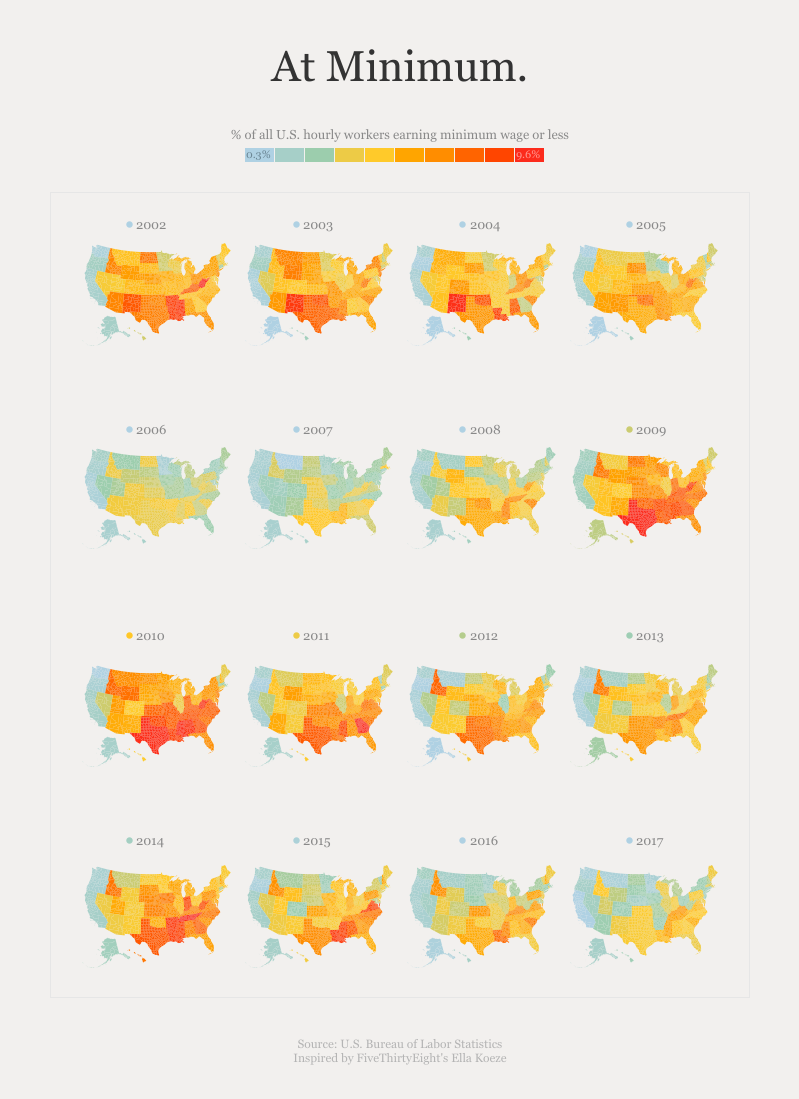 At Minimum.
% of all U.S. hourly workers earning minimum wage or less
0.3% 9.6%
2002 2003 2004 2005
2006 2007 2008 2009
2010 2011 2012 2013
2014 2015 2016 2017
Source: U.S. Bureau of Labor Statistics
Inspired by FiveThirtyEight's Ella Koeze